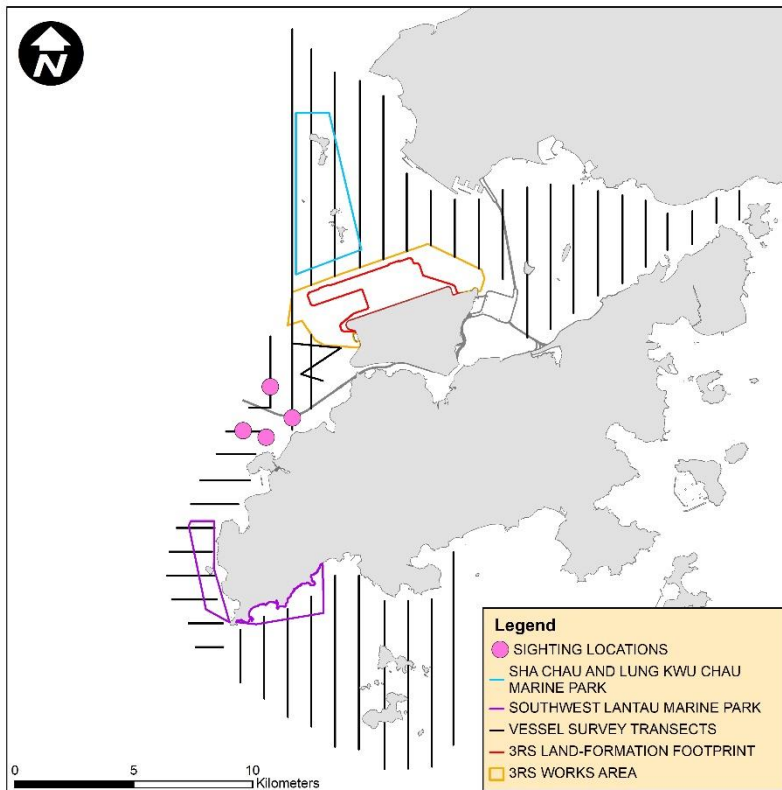 N
Legend
SIGHTING LOCATIONS
SHA CHAU AND LUNG KWU CHAU
MARINE PARK
SOUTHWEST LANTAU MARINE PARK
VESSEL SURVEY TRANSECTS
3RS LAND-FORMATION FOOTPRINT
3RS WORKS AREA
0 5 10
Kilometers